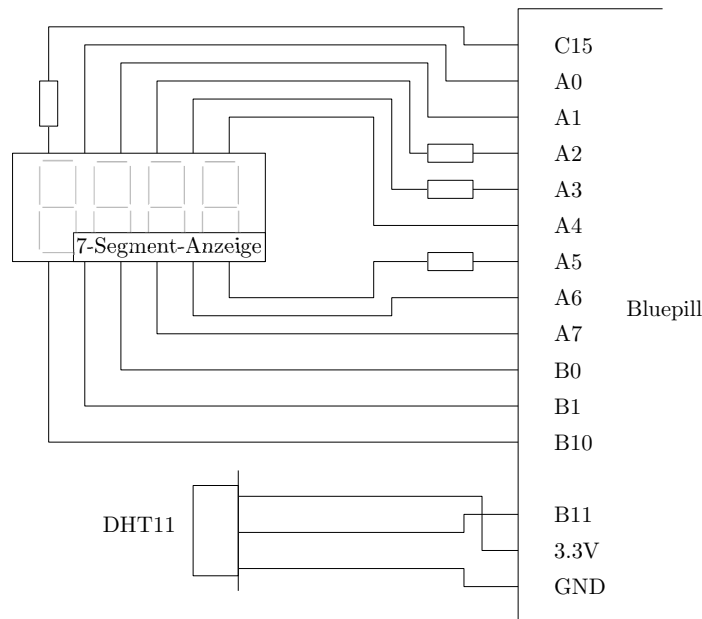 C15
A0
A1
A2
A3
A4
7-Segment-Anzeige
A5
A6
Bluepill
A7
B0
B1
B10
DHT11
B11
3.3V
GND